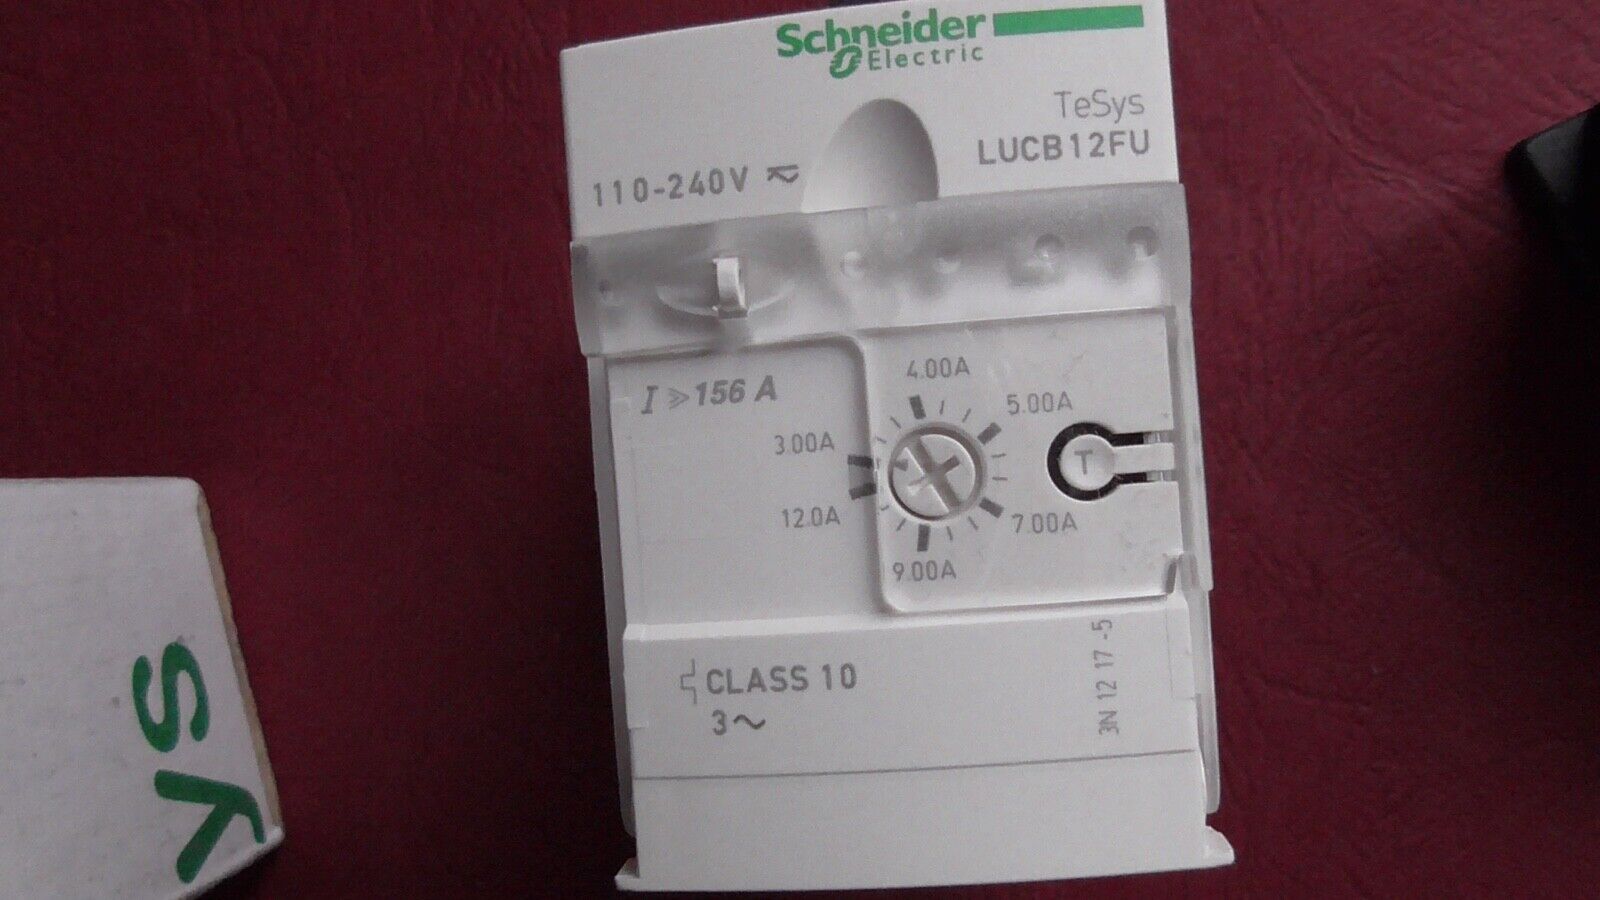 Schneider
Electric
TeSys
LUCB12FU
110-240V
I 156 A
4.00A
5.00A
3.00A
T
12.0A
7.00A
9.00A
CLASS 10
3~
3N 12 17 -5
sy